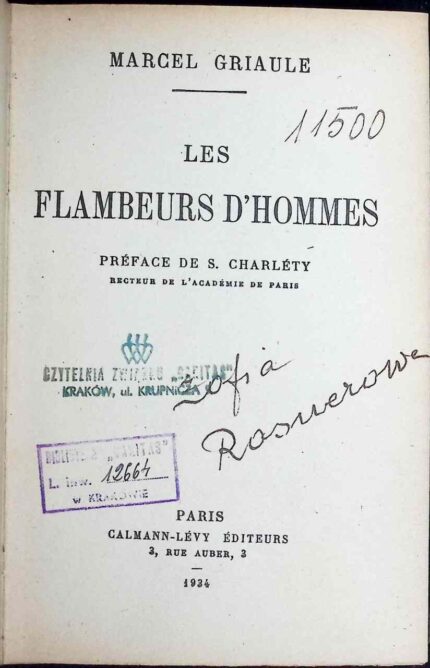 MARCEL GRIAULE
11500
LES
FLAMBEURS D'HOMMES
PRÉFACE DE S. CHARLÉTY
RECTEUR DE L'ACADÉMIE DE PARIS
CZYTELNIA ZWIĄZKU „CARITAS"
KRAKÓW, ul. KRUPNICZA
Zofia
Rosnerowa
„CARITAS"
L. inw. 12664
w KRAKOWIE
PARIS
CALMANN-LÉVY ÉDITEURS
3, RUE AUBER, 3
1934